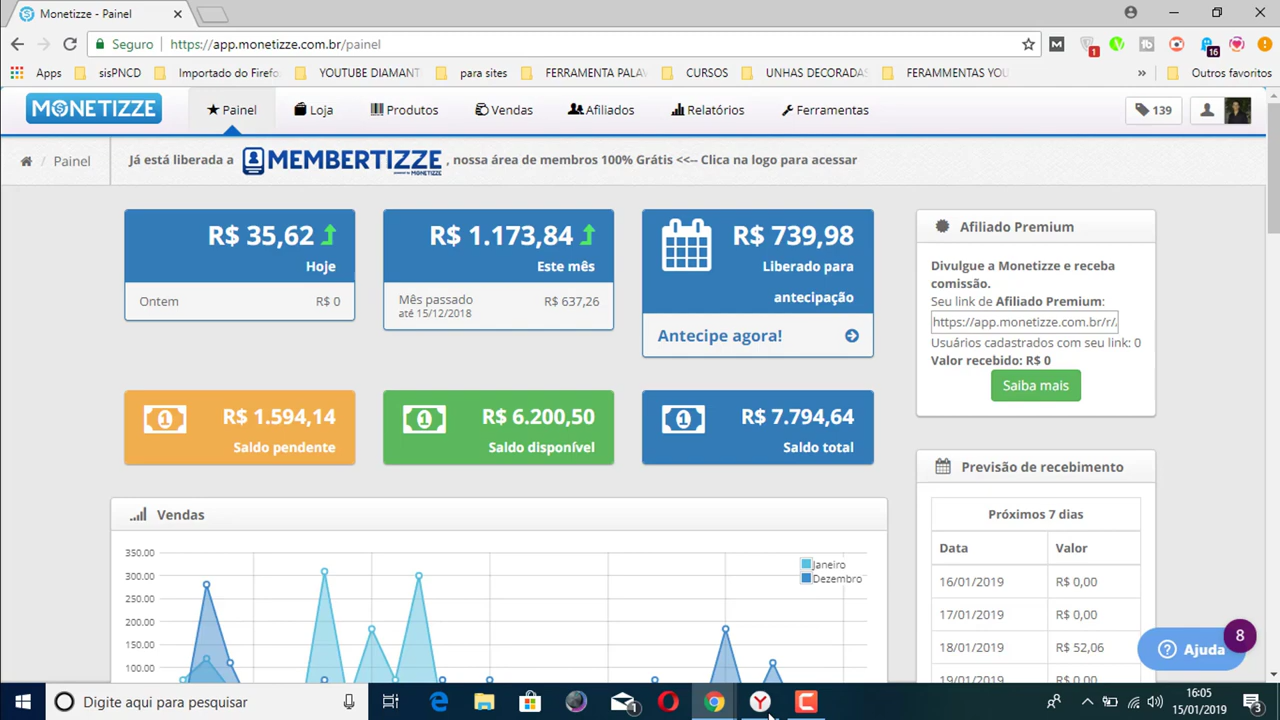 Monetizze - Painel
Seguro
https://app.monetizze.com.br/painel
1
16
Apps
sisPNCD
Importado do Firefo
YOUTUBE DIAMANT
para sites
FERRAMENTA PALAV
CURSOS
UNHAS DECORADAS
FERAMMENTAS YOU
»
Outros favoritos
MONETIZZE
Painel
Loja
Produtos
Vendas
Afiliados
Relatórios
Ferramentas
139
/ Painel
Já está liberada a MEMBERTIZZE , nossa área de membros 100% Grátis <<-- Clica na logo para acessar
R$ 35,62
Hoje
Ontem R$ 0
R$ 1.173,84
Este mês
Mês passado R$ 637,26
até 15/12/2018
R$ 739,98
Liberado para
antecipação
Antecipe agora!
Afiliado Premium
Divulgue a Monetizze e receba
comissão.
Seu link de Afiliado Premium:
https://app.monetizze.com.br/r/
Usuários cadastrados com seu link: 0
Valor recebido: R$ 0
Saiba mais
R$ 1.594,14
Saldo pendente
R$ 6.200,50
Saldo disponível
R$ 7.794,64
Saldo total
Previsão de recebimento
Próximos 7 dias
Data Valor
16/01/2019 R$ 0,00
17/01/2019 R$ 0,00
18/01/2019 R$ 52,06
Vendas
350.00
300.00
250.00
200.00
150.00
100.00
Janeiro
Dezembro
Ajuda
8
Digite aqui para pesquisar
1
16:05
15/01/2019
3